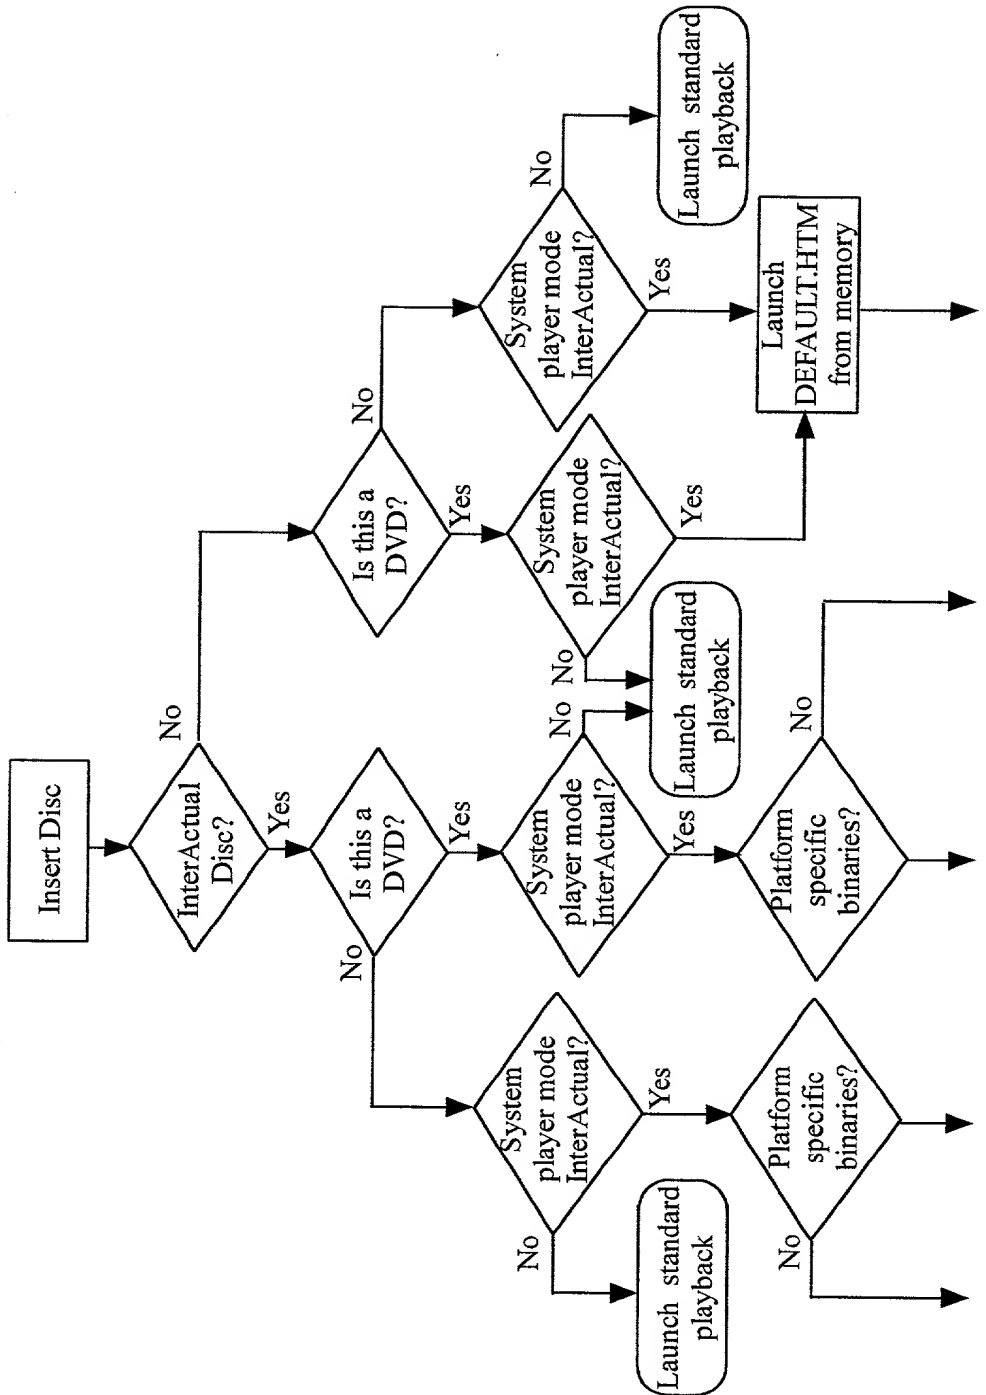 Insert Disc
InterActual
Disc?
No
Yes
Is this a
DVD?
No
Yes
Is this a
DVD?
No
Yes
System
player mode
InterActual?
No
Yes
System
player mode
InterActual?
No
Yes
System
player mode
InterActual?
No
Yes
System
player mode
InterActual?
No
Yes
Launch standard
playback
Launch standard
playback
Launch standard
playback
Platform
specific
binaries?
No
Platform
specific
binaries?
No
Launch
DEFAULT.HTM
from memory